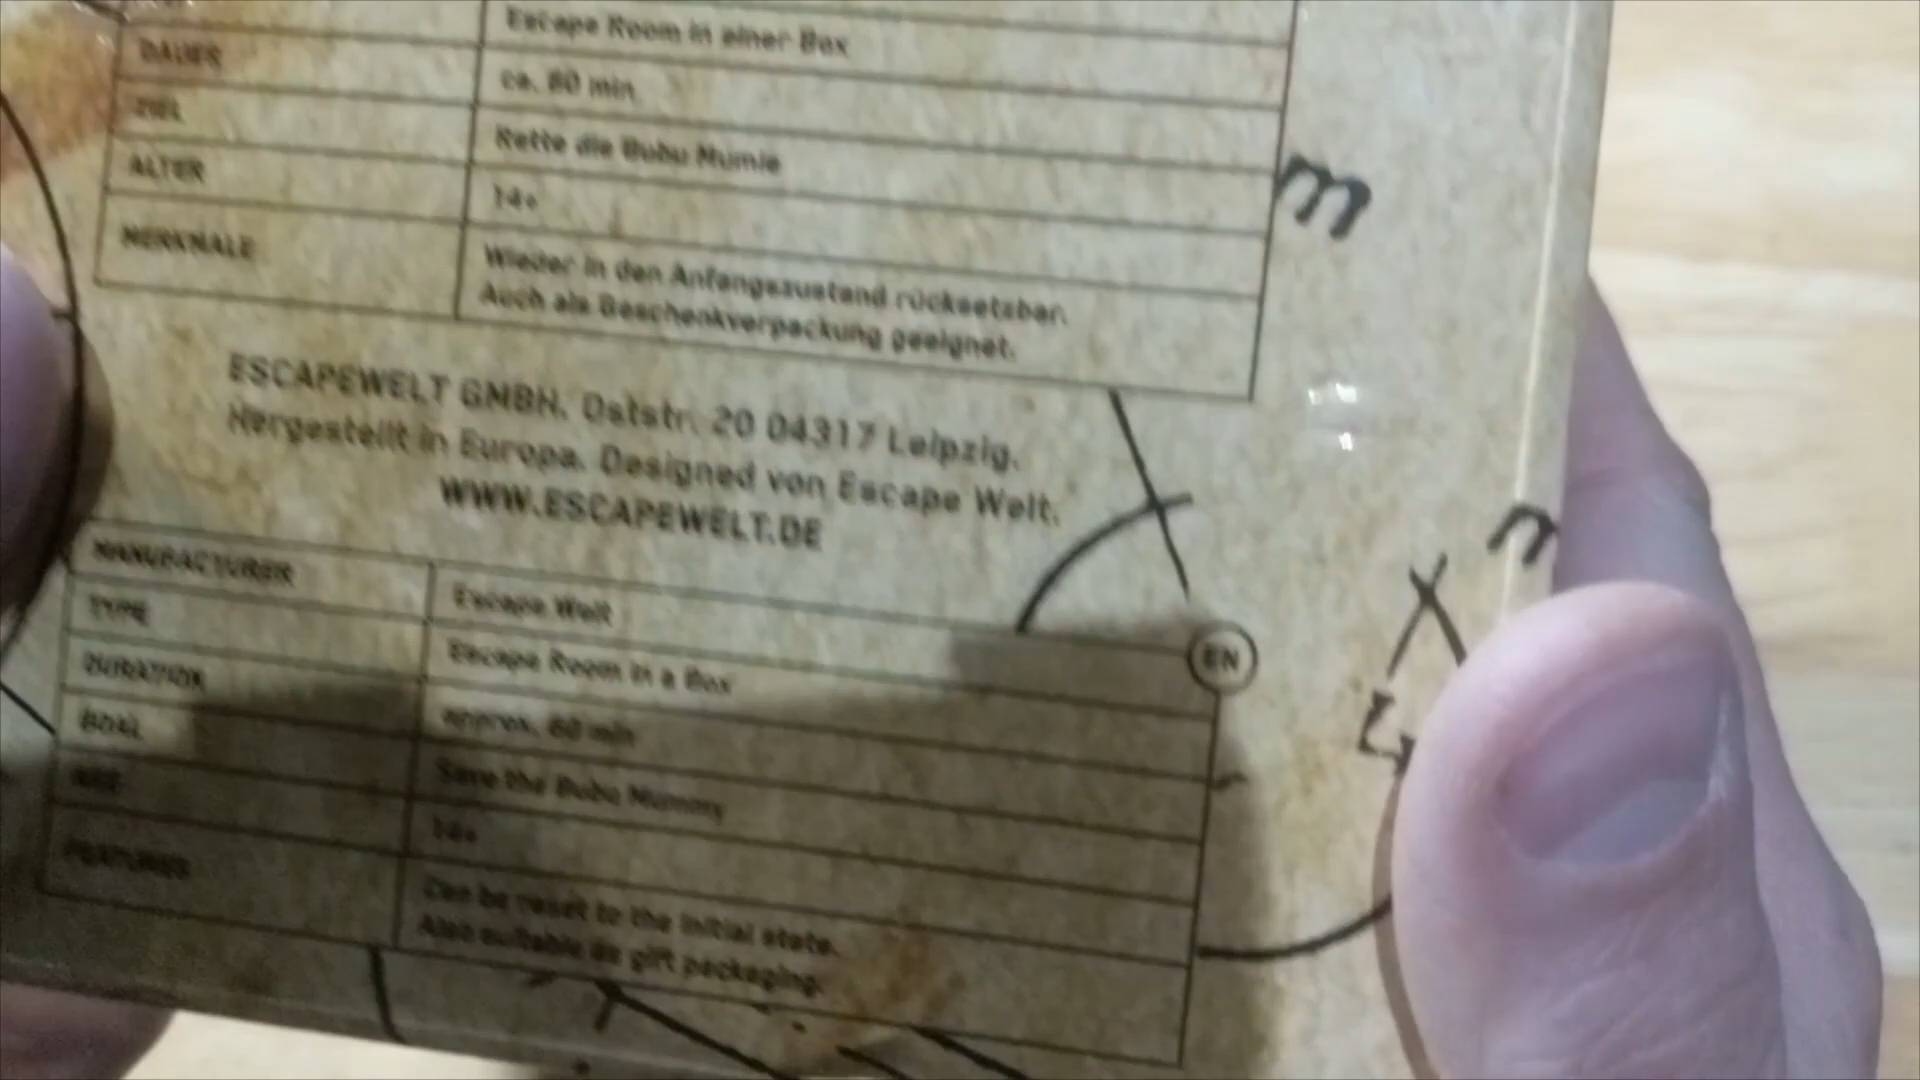 Escape Room in einer Box
DAUER
ca. 60 min
ZIEL
Rette die Bubu Mumie
ALTER
14+
MERKMALE
Wieder in den Anfangszustand rücksetzbar.
Auch als Geschenkverpackung geeignet.
m
ESCAPEWELT GMBH. Oststr. 20 04317 Leipzig.
Hergestellt in Europa. Designed von Escape Welt.
WWW.ESCAPEWELT.DE
n
EN
MANUFACTURER
Escape Welt
TYPE
Escape Room in a Box
DURATION
approx. 60 min
GOAL
Save the Bubu Mummy
AGE
14+
FEATURES
Can be reset to the initial state.
Also suitable as gift packaging.